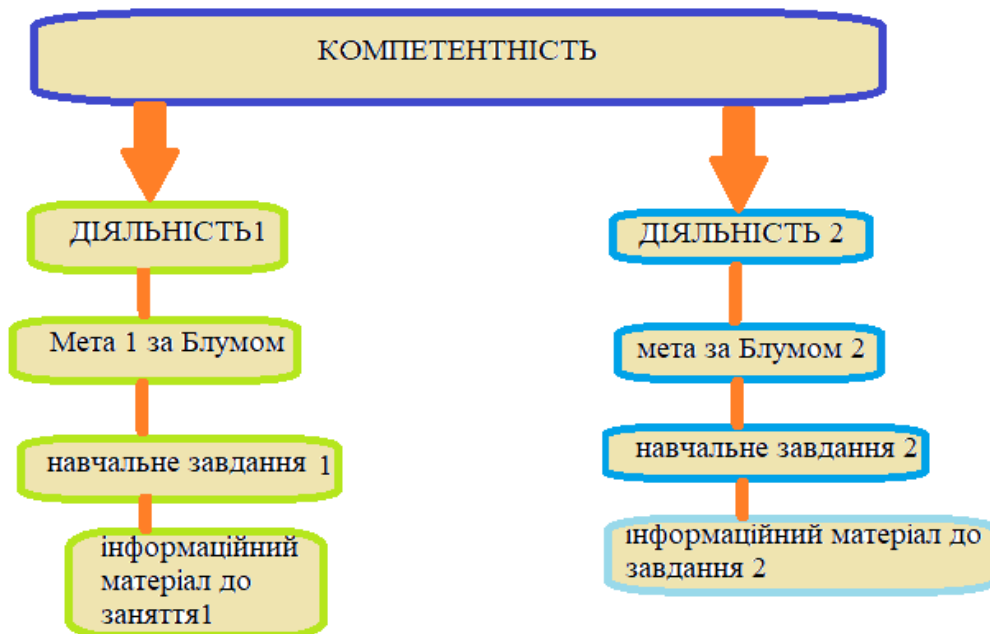 КОМПЕТЕНТНІСТЬ
ДІЯЛЬНІСТЬ1
Мета 1 за Блумом
навчальне завдання 1
інформаційний
матеріал до
заняття1
ДІЯЛЬНІСТЬ 2
мета за Блумом 2
навчальне завдання 2
інформаційний матеріал до
завдання 2